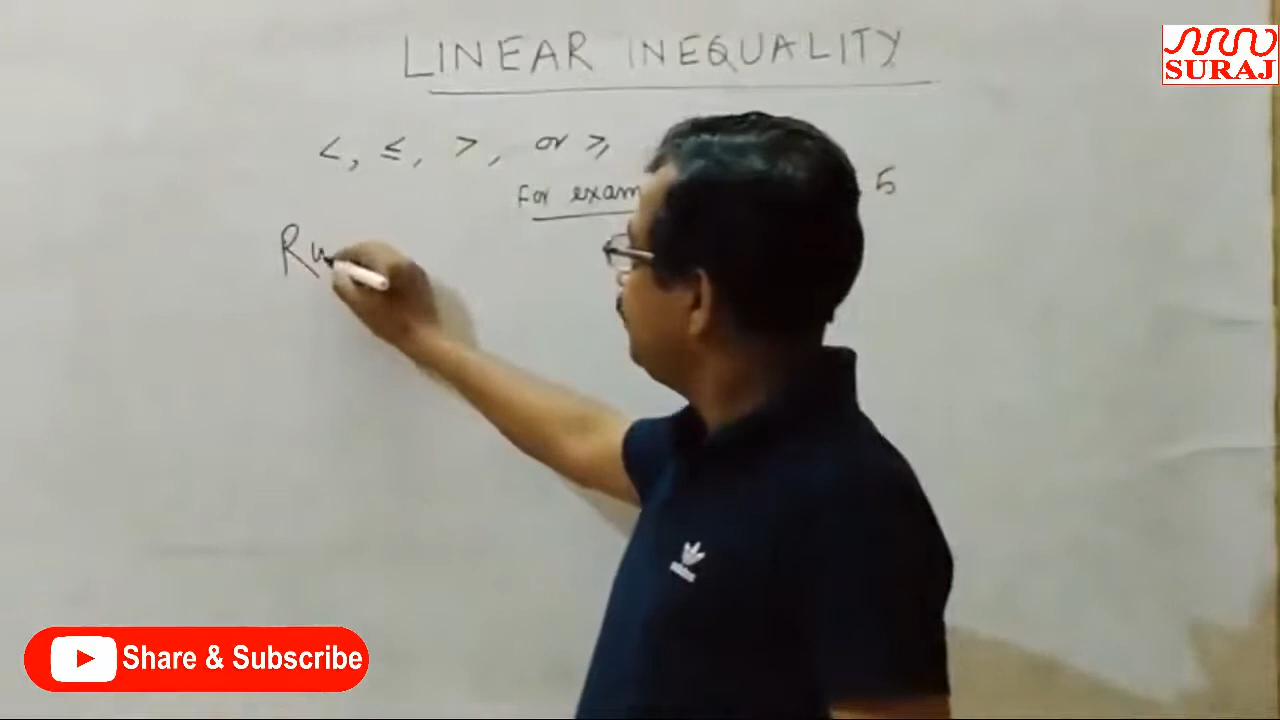 LINEAR INEQUALITY
SURAJ
<, ≤, >, or ≥
For exam
5
Ru
Share & Subscribe